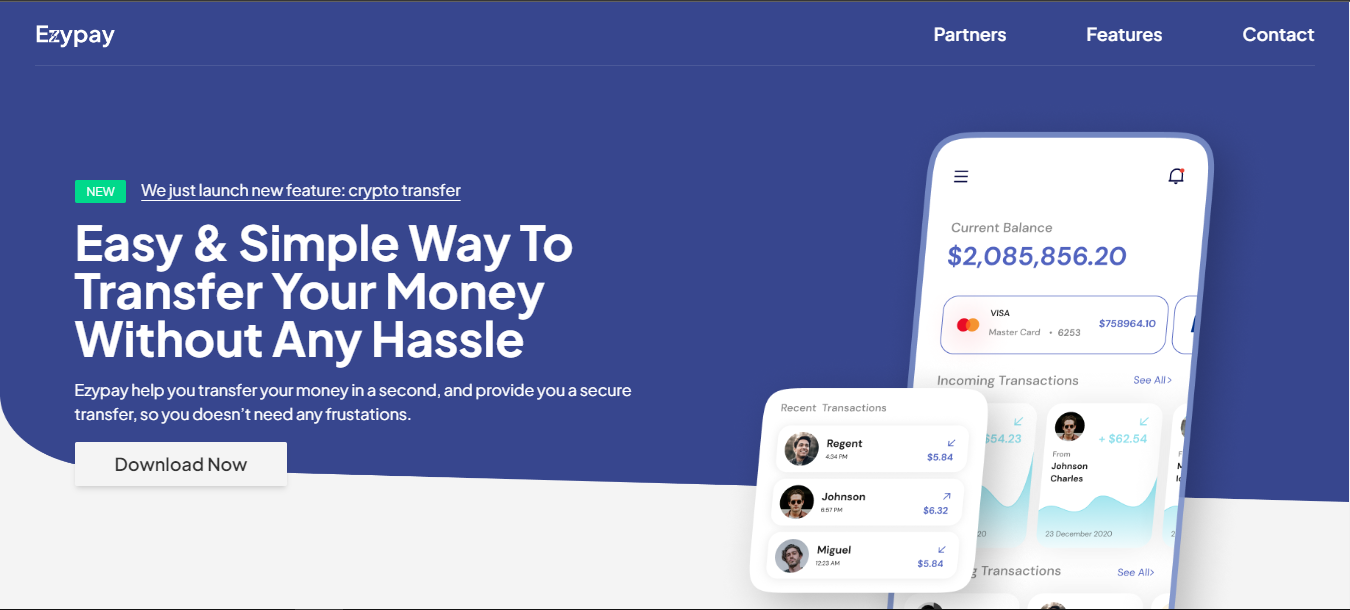 Ezypay
Partners
Features
Contact
NEW
We just launch new feature: crypto transfer
Easy & Simple Way To
Transfer Your Money
Without Any Hassle
Ezypay help you transfer your money in a second, and provide you a secure
transfer, so you doesn't need any frustations.
Download Now
Current Balance
$2,085,856.20
VISA
Master Card • 6253
$758964.10
Incoming Transactions
See All>
$54.23
+ $62.54
From
Johnson
Charles
20
23 December 2020
2
g Transactions
See All>
Recent Transactions
Regent
4:34 PM
$5.84
Johnson
6:57 PM
$6.32
Miguel
12:23 AM
$5.84